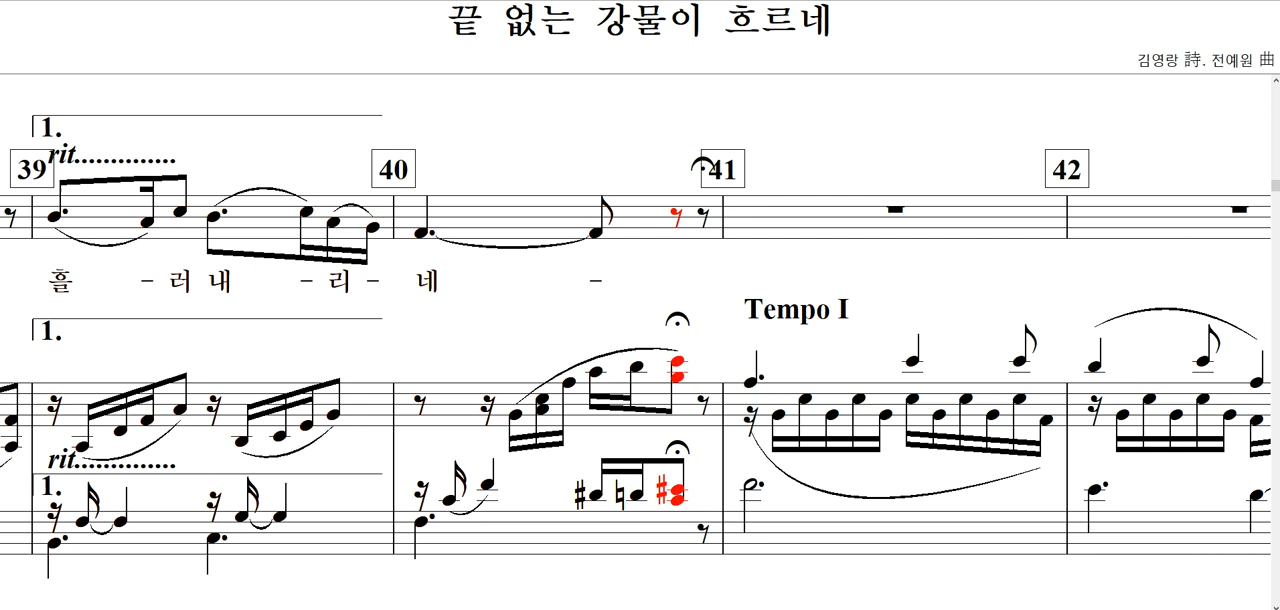 끝 없는 강물이 흐르네
김영랑 詩. 전예원 曲
1.
rit..............
39 40 41 42
흘 - 러 내 - 리 - 네 -
Tempo I
1.
rit..............
1.